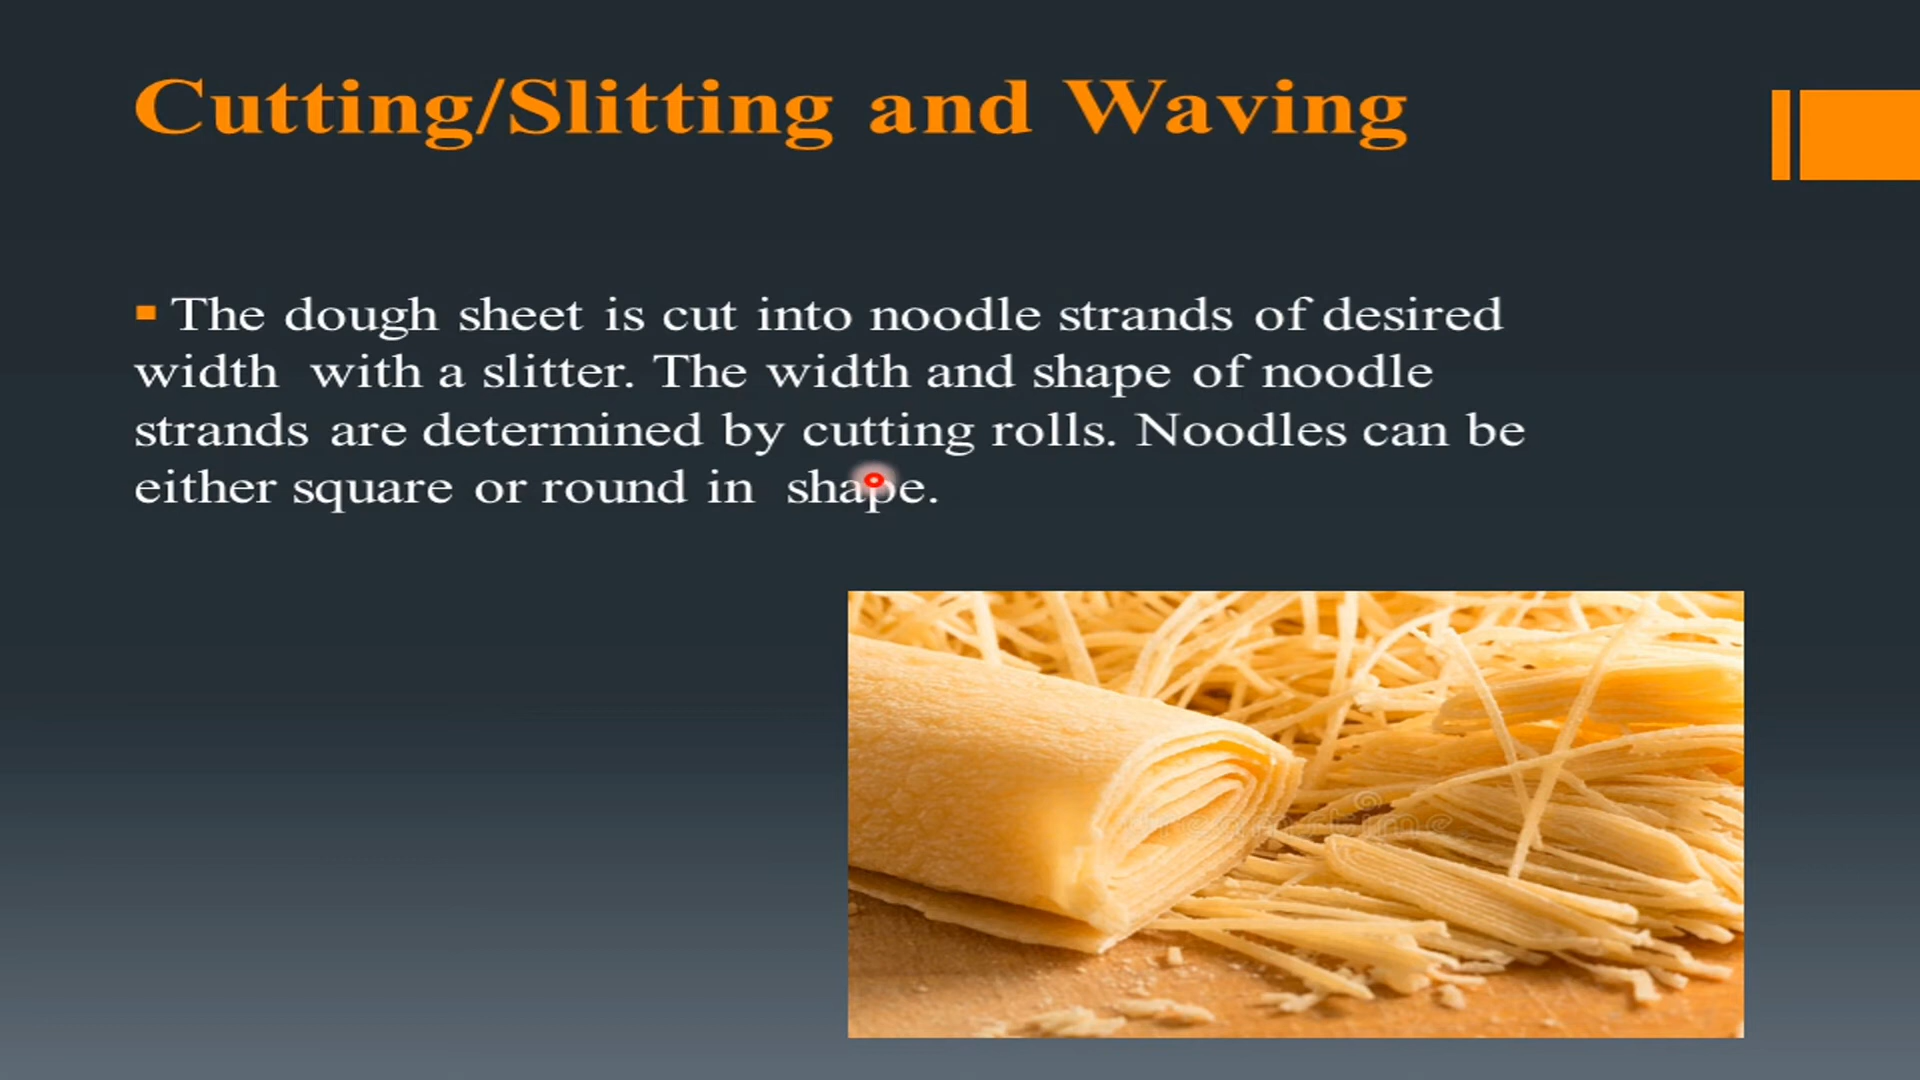 Cutting/Slitting and Waving
The dough sheet is cut into noodle strands of desired
width with a slitter. The width and shape of noodle
strands are determined by cutting rolls. Noodles can be
either square or round in shape.
dreamstime